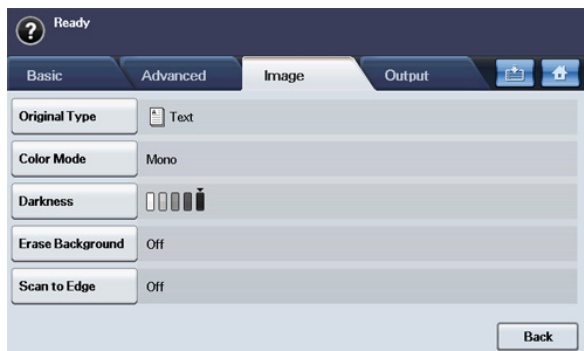 ? Ready
Basic Advanced Image Output
Original Type Text
Color Mode Mono
Darkness
Erase Background Off
Scan to Edge Off
Back